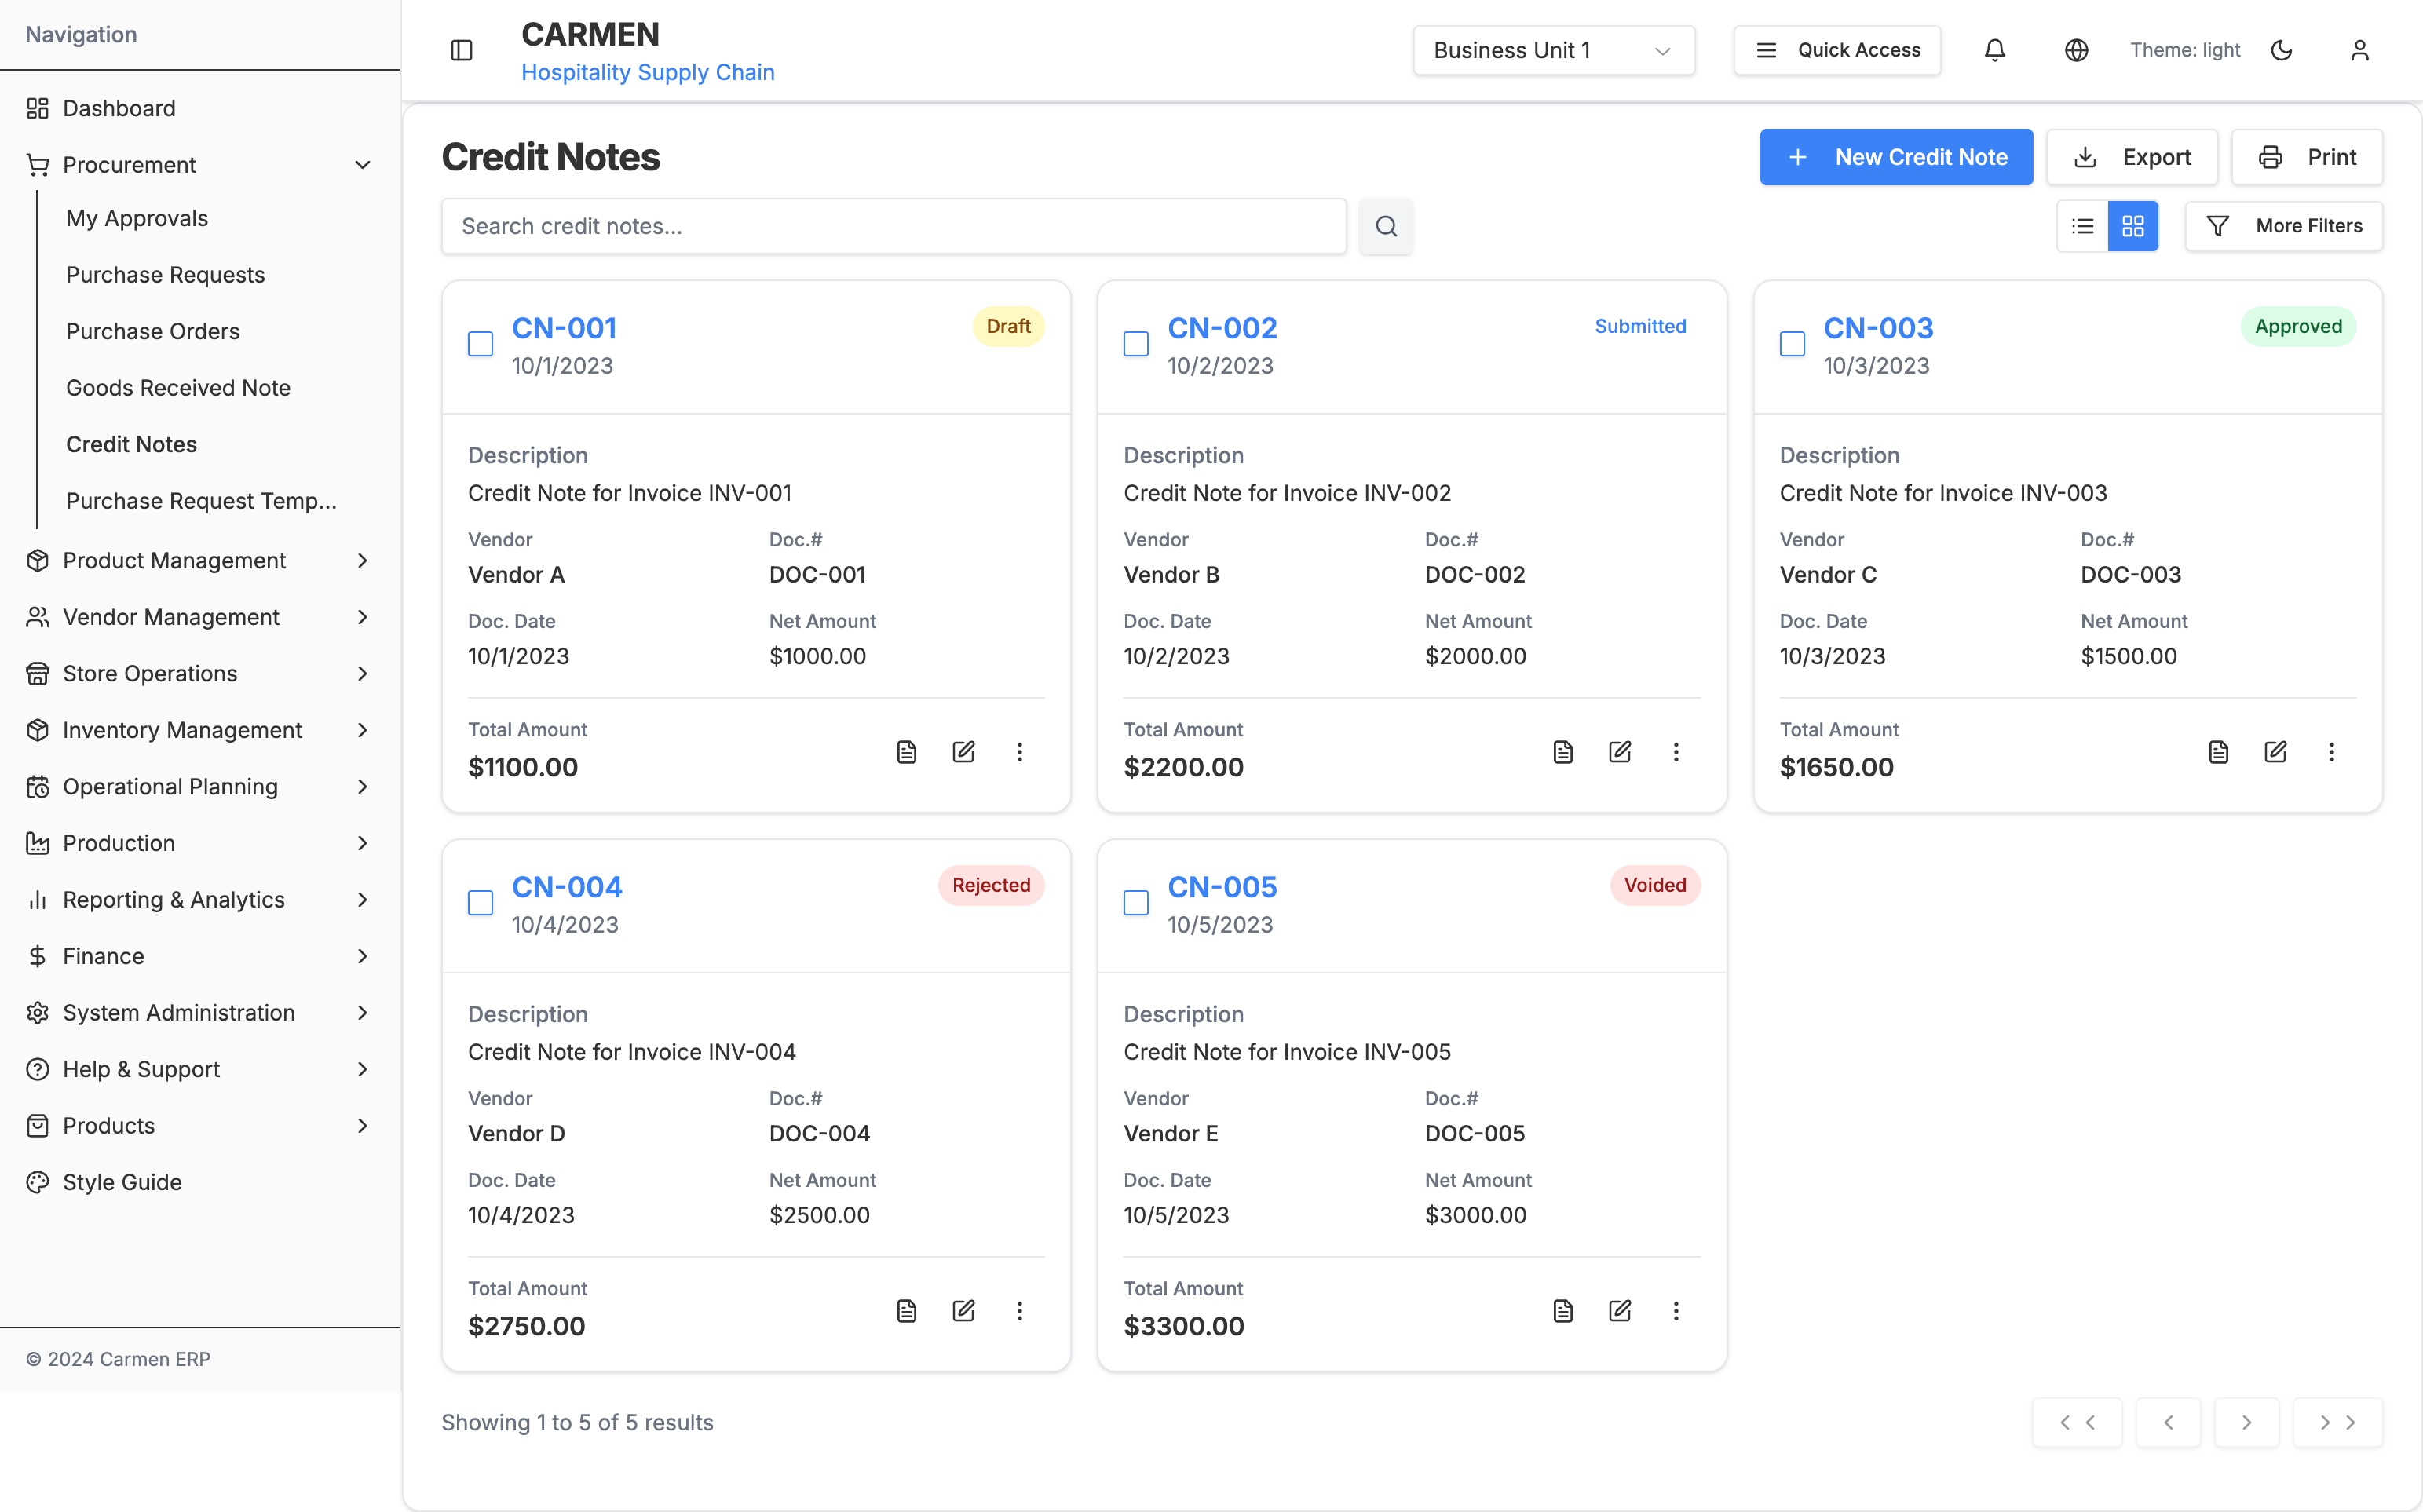 Navigation
Dashboard
Procurement
My Approvals
Purchase Requests
Purchase Orders
Goods Received Note
Credit Notes
Purchase Request Temp...
Product Management
Vendor Management
Store Operations
Inventory Management
Operational Planning
Production
Reporting & Analytics
Finance
System Administration
Help & Support
Products
Style Guide
© 2024 Carmen ERP
CARMEN
Hospitality Supply Chain
Business Unit 1
Quick Access
Theme: light
Credit Notes
New Credit Note
Export
Print
Search credit notes...
More Filters
CN-001
Draft
10/1/2023
Description
Credit Note for Invoice INV-001
Vendor Doc.#
Vendor A DOC-001
Doc. Date Net Amount
10/1/2023 $1000.00
Total Amount
$1100.00
CN-002
Submitted
10/2/2023
Description
Credit Note for Invoice INV-002
Vendor Doc.#
Vendor B DOC-002
Doc. Date Net Amount
10/2/2023 $2000.00
Total Amount
$2200.00
CN-003
Approved
10/3/2023
Description
Credit Note for Invoice INV-003
Vendor Doc.#
Vendor C DOC-003
Doc. Date Net Amount
10/3/2023 $1500.00
Total Amount
$1650.00
CN-004
Rejected
10/4/2023
Description
Credit Note for Invoice INV-004
Vendor Doc.#
Vendor D DOC-004
Doc. Date Net Amount
10/4/2023 $2500.00
Total Amount
$2750.00
CN-005
Voided
10/5/2023
Description
Credit Note for Invoice INV-005
Vendor Doc.#
Vendor E DOC-005
Doc. Date Net Amount
10/5/2023 $3000.00
Total Amount
$3300.00
Showing 1 to 5 of 5 results